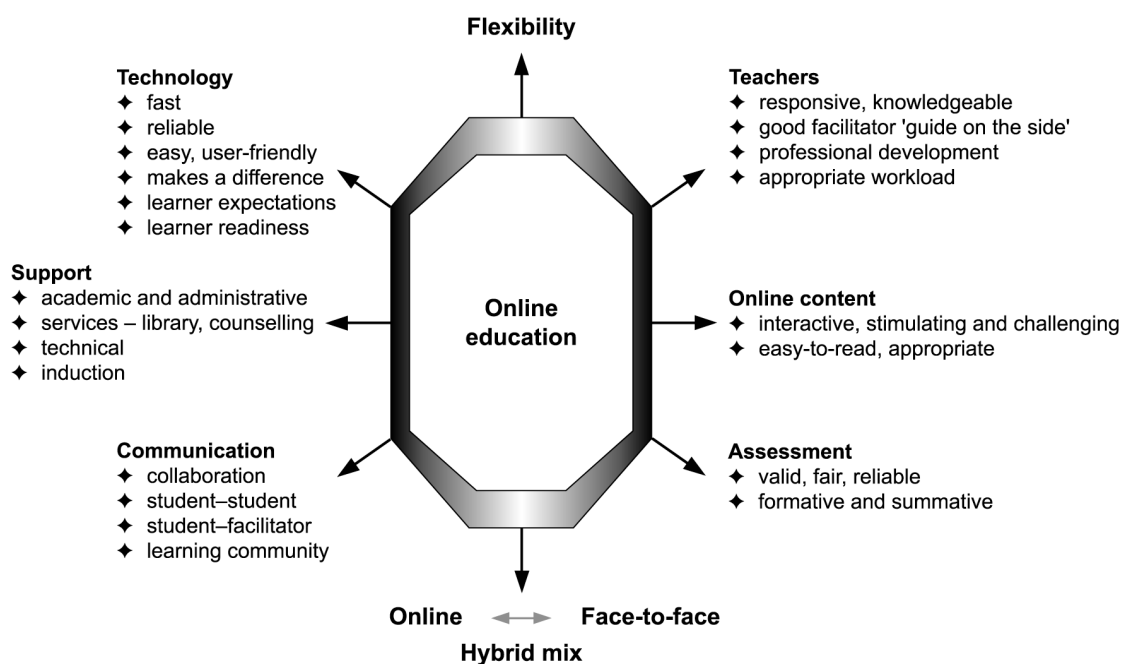 Flexibility
Technology
✦ fast
✦ reliable
✦ easy, user-friendly
✦ makes a difference
✦ learner expectations
✦ learner readiness
Teachers
✦ responsive, knowledgeable
✦ good facilitator 'guide on the side'
✦ professional development
✦ appropriate workload
Support
✦ academic and administrative
✦ services – library, counselling
✦ technical
✦ induction
Online
education
Online content
✦ interactive, stimulating and challenging
✦ easy-to-read, appropriate
Communication
✦ collaboration
✦ student–student
✦ student–facilitator
✦ learning community
Assessment
✦ valid, fair, reliable
✦ formative and summative
Online Face-to-face
Hybrid mix